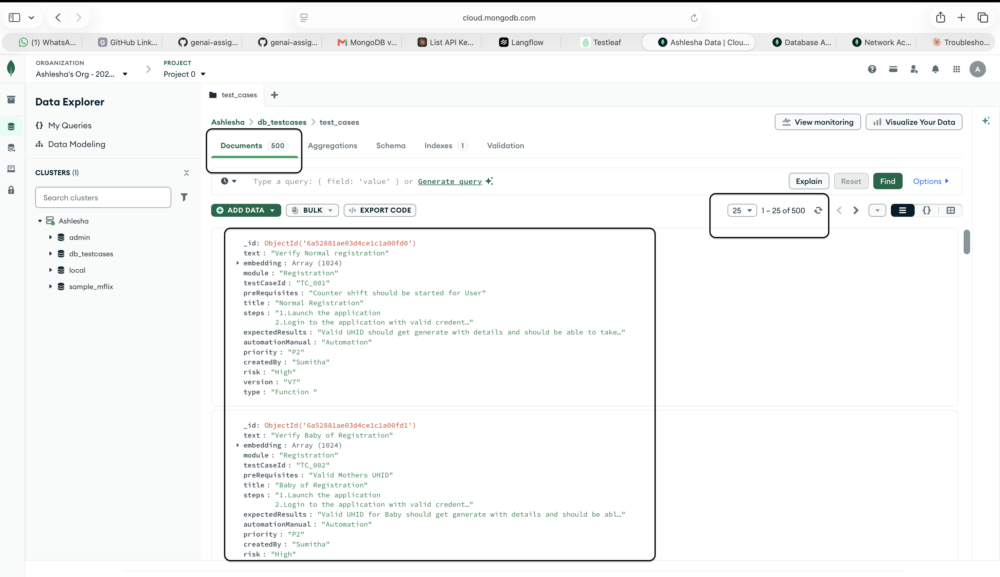 cloud.mongodb.com
(1) WhatsA...
G GitHub Link...
genai-assig...
genai-assig...
MongoDB v...
List API Ke...
Langflow
Testleaf
Ashlesha Data | Clou...
Database A...
Network Ac...
Troublesho...
ORGANIZATION
Ashlesha's Org - 202...
PROJECT
Project 0
A
Data Explorer
My Queries
Data Modeling
CLUSTERS (1)
Search clusters
Ashlesha
admin
db_testcases
local
sample_mflix
test_cases
Ashlesha > db_testcases > test_cases
View monitoring
Visualize Your Data
Documents 500
Aggregations
Schema
Indexes 1
Validation
Type a query: { field: 'value' } or Generate query
Explain
Reset
Find
Options
ADD DATA
BULK
EXPORT CODE
25
1 – 25 of 500
_id: ObjectId('6a52881ae03d4ce1c1a00fd0')
text : "Verify Normal registration"
embedding : Array (1024)
module : "Registration"
testCaseId : "TC_001"
preRequisites : "Counter shift should be started for User"
title : "Normal Registration"
steps : "1.Launch the application
2.Login to the application with valid credent…"
expectedResults : "Valid UHID should get generate with details and should be able to take…"
automationManual : "Automation"
priority : "P2"
createdBy : "Sumitha"
risk : "High"
version : "V7"
type : "Function "
_id: ObjectId('6a52881ae03d4ce1c1a00fd1')
text : "Verify Baby of Registration"
embedding : Array (1024)
module : "Registration"
testCaseId : "TC_002"
preRequisites : "Valid Mothers UHID"
title : "Baby of Registration"
steps : "1.Launch the application
2.Login to the application with valid credent…"
expectedResults : "Valid UHID for Baby should get generate with details and should be abl…"
automationManual : "Automation"
priority : "P2"
createdBy : "Sumitha"
risk : "High"